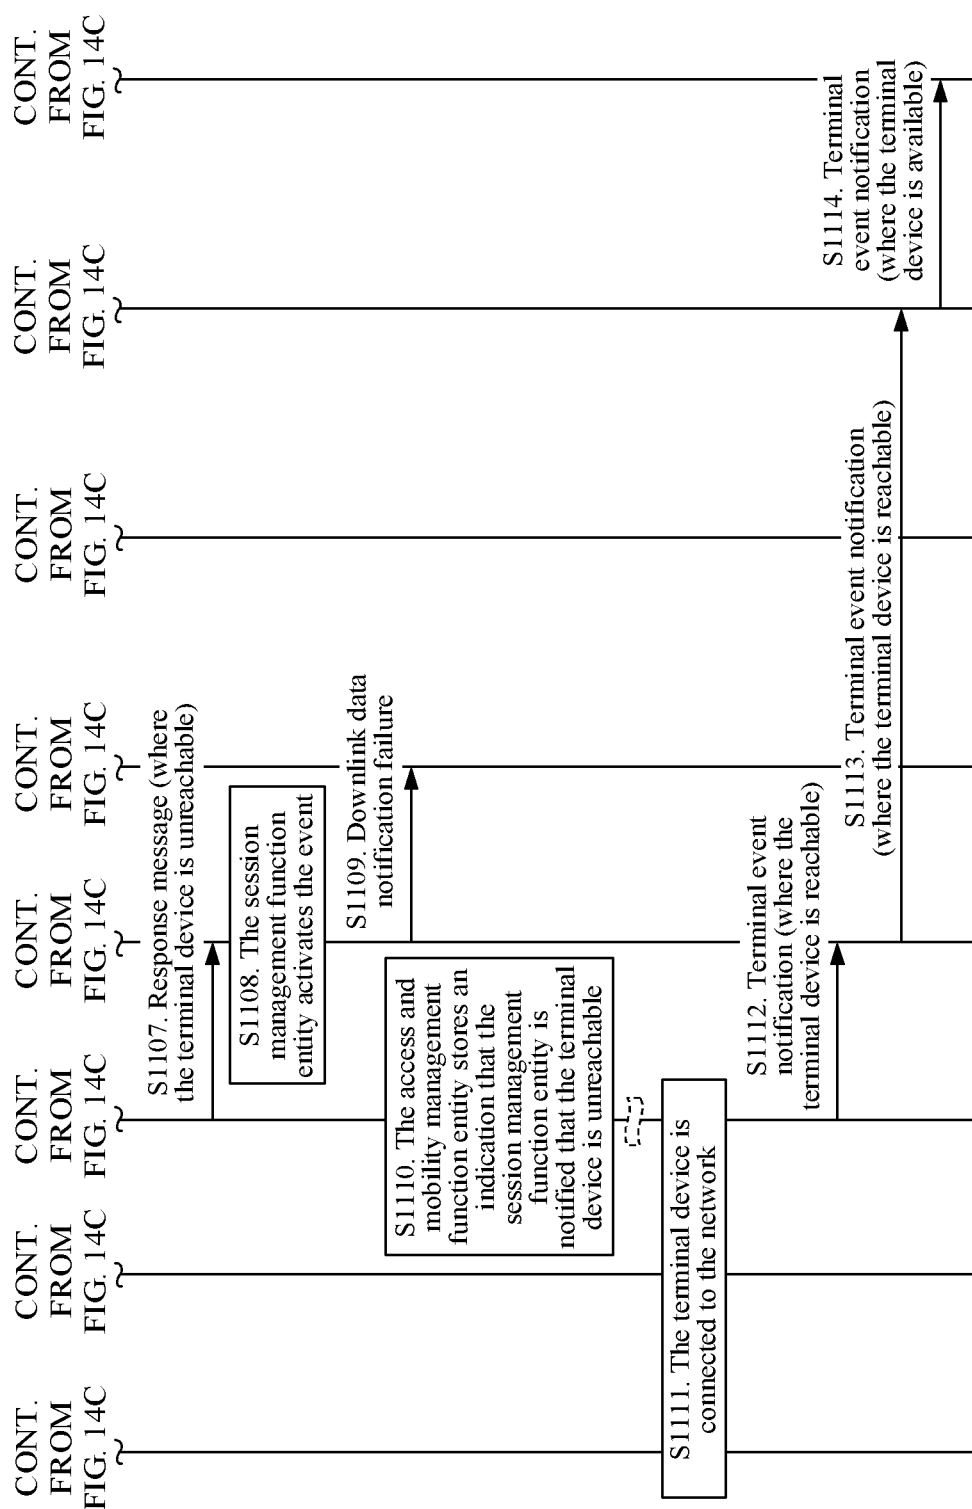 CONT.
FROM
FIG. 14C
CONT.
FROM
FIG. 14C
CONT.
FROM
FIG. 14C
CONT.
FROM
FIG. 14C
CONT.
FROM
FIG. 14C
CONT.
FROM
FIG. 14C
CONT.
FROM
FIG. 14C
CONT.
FROM
FIG. 14C
S1107. Response message (where
the terminal device is unreachable)
S1108. The session
management function
entity activates the event
S1109. Downlink data
notification failure
S1110. The access and
mobility management
function entity stores an
indication that the
session management
function entity is
notified that the terminal
device is unreachable
S1111. The terminal device is
connected to the network
S1112. Terminal event
notification (where the
terminal device is reachable)
S1113. Terminal event notification
(where the terminal device is reachable)
S1114. Terminal
event notification
(where the terminal
device is available)